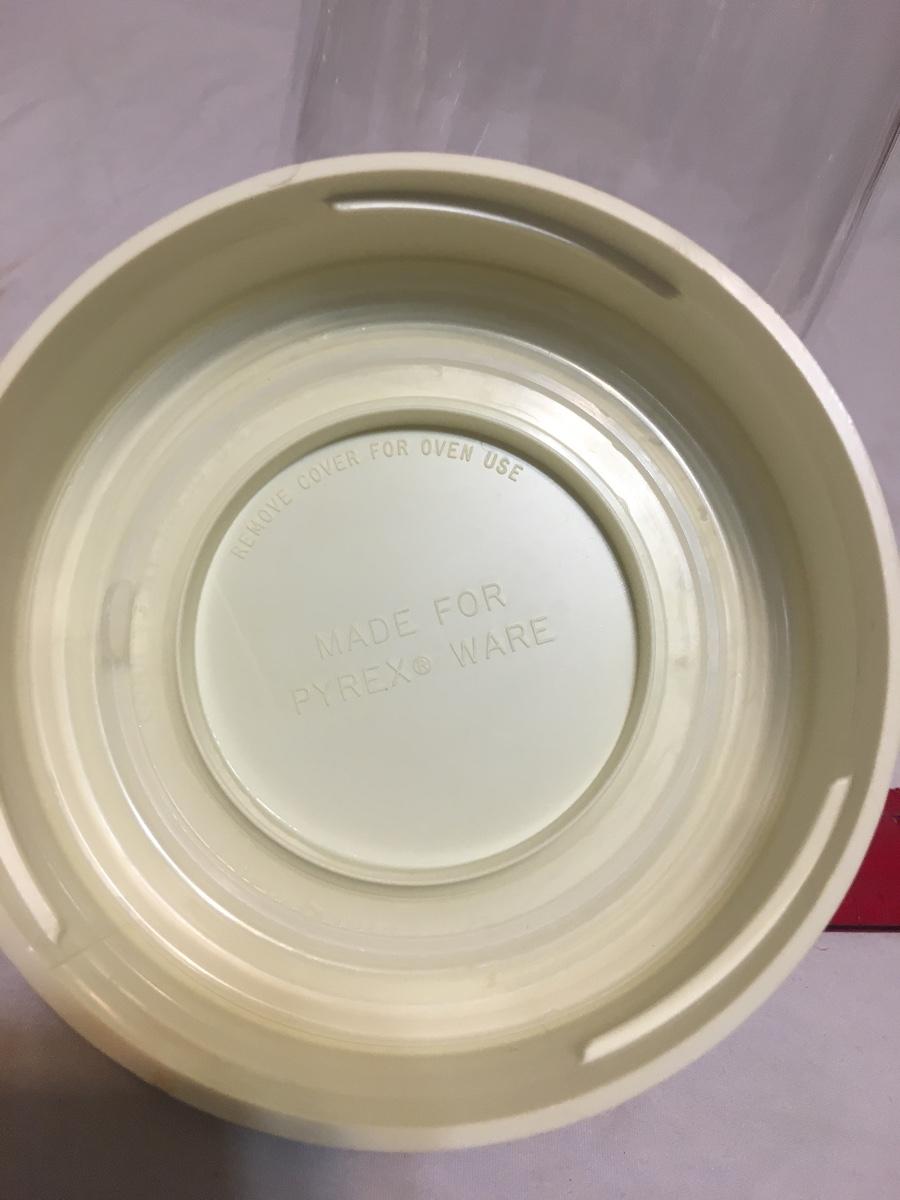 REMOVE COVER FOR OVEN USE
MADE FOR
PYREX® WARE